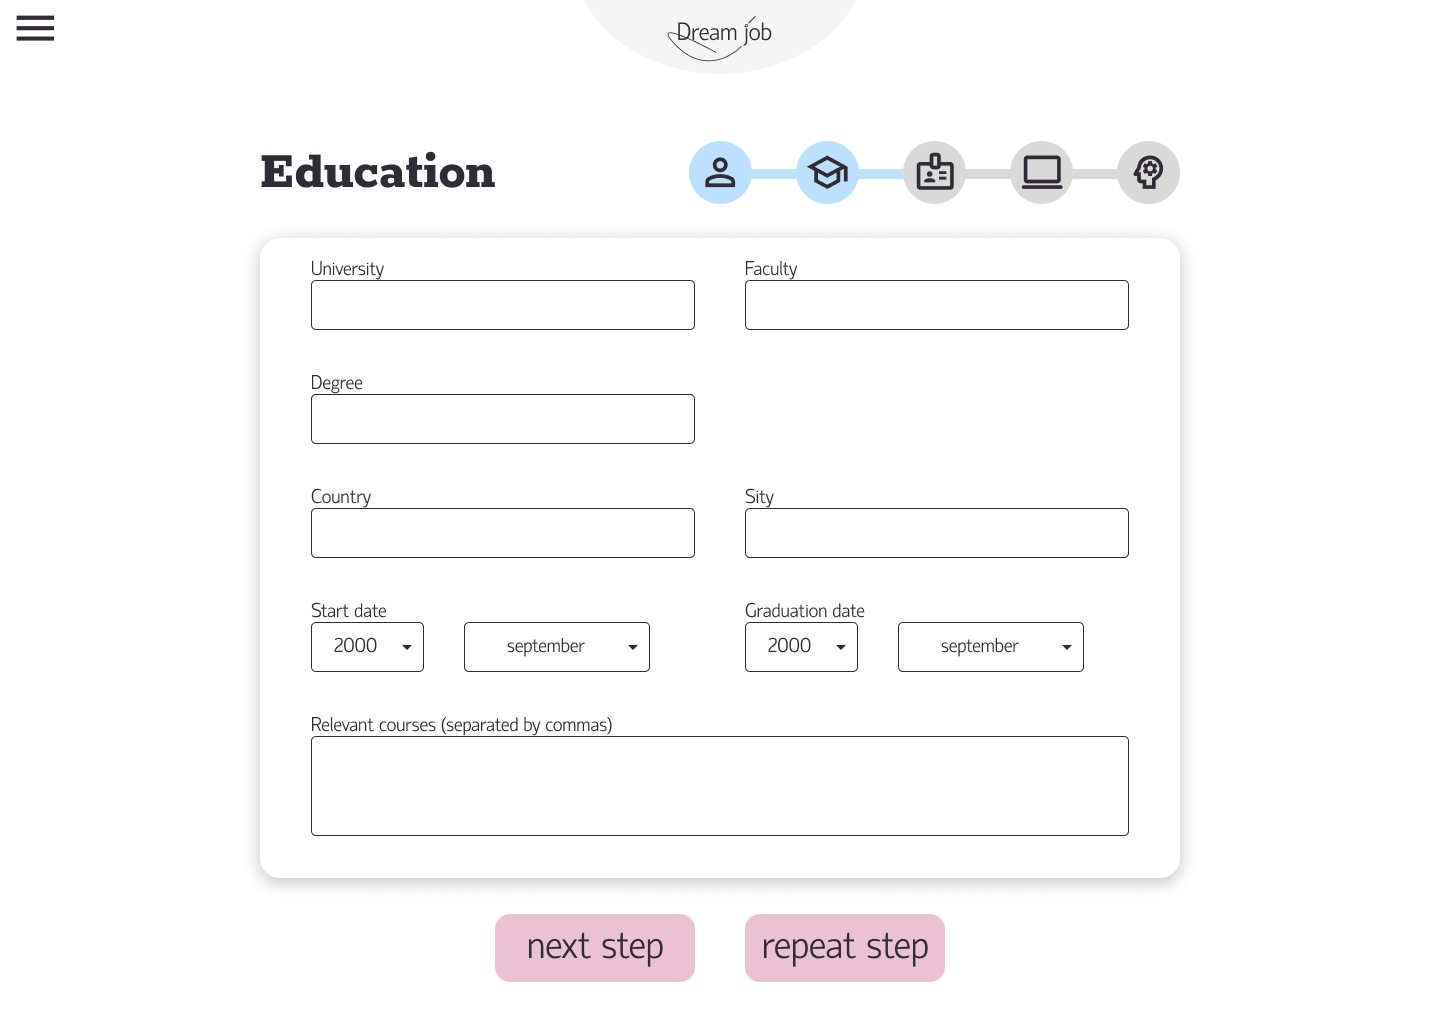 Dream job
Education
University
Faculty
Degree
Country
Sity
Start date
Graduation date
2000
september
2000
september
Relevant courses (separated by commas)
next step
repeat step